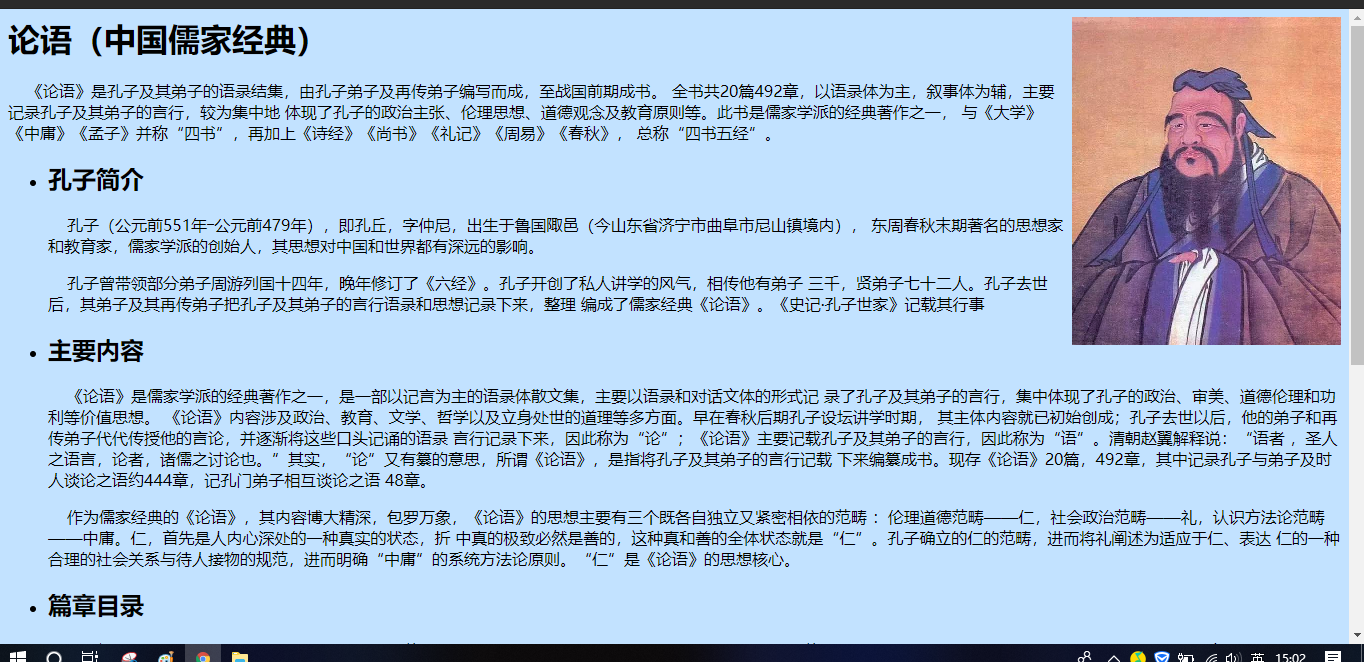 论语（中国儒家经典）
《论语》是孔子及其弟子的语录结集，由孔子弟子及再传弟子编写而成，至战国前期成书。 全书共20篇492章，以语录体为主，叙事体为辅，主要
记录孔子及其弟子的言行，较为集中地 体现了孔子的政治主张、伦理思想、道德观念及教育原则等。此书是儒家学派的经典著作之一， 与《大学》
《中庸》《孟子》并称“四书”，再加上《诗经》《尚书》《礼记》《周易》《春秋》， 总称“四书五经”。
• 孔子简介
孔子（公元前551年–公元前479年），即孔丘，字仲尼，出生于鲁国陬邑（今山东省济宁市曲阜市尼山镇境内）， 东周春秋末期著名的思想家
和教育家，儒家学派的创始人，其思想对中国和世界都有深远的影响。
孔子曾带领部分弟子周游列国十四年，晚年修订了《六经》。孔子开创了私人讲学的风气，相传他有弟子 三千，贤弟子七十二人。孔子去世
后，其弟子及其再传弟子把孔子及其弟子的言行语录和思想记录下来，整理 编成了儒家经典《论语》。《史记·孔子世家》记载其行事
• 主要内容
《论语》是儒家学派的经典著作之一，是一部以记言为主的语录体散文集，主要以语录和对话文体的形式记 录了孔子及其弟子的言行，集中体现了孔子的政治、审美、道德伦理和功
利等价值思想。 《论语》内容涉及政治、教育、文学、哲学以及立身处世的道理等多方面。早在春秋后期孔子设坛讲学时期， 其主体内容就已初始创成；孔子去世以后，他的弟子和再
传弟子代代传授他的言论，并逐渐将这些口头记诵的语录 言行记录下来，因此称为“论”；《论语》主要记载孔子及其弟子的言行，因此称为“语”。清朝赵翼解释说：“语者 ，圣人
之语言，论者，诸儒之讨论也。”其实，“论”又有纂的意思，所谓《论语》，是指将孔子及其弟子的言行记载 下来编纂成书。现存《论语》20篇，492章，其中记录孔子与弟子及时
人谈论之语约444章，记孔门弟子相互谈论之语 48章。
作为儒家经典的《论语》，其内容博大精深，包罗万象，《论语》的思想主要有三个既各自独立又紧密相依的范畴 ：伦理道德范畴——仁，社会政治范畴——礼，认识方法论范畴
——中庸。仁，首先是人内心深处的一种真实的状态，折 中真的极致必然是善的，这种真和善的全体状态就是“仁”。孔子确立的仁的范畴，进而将礼阐述为适应于仁、表达 仁的一种
合理的社会关系与待人接物的规范，进而明确“中庸”的系统方法论原则。“仁”是《论语》的思想核心。
• 篇章目录
英 15:02